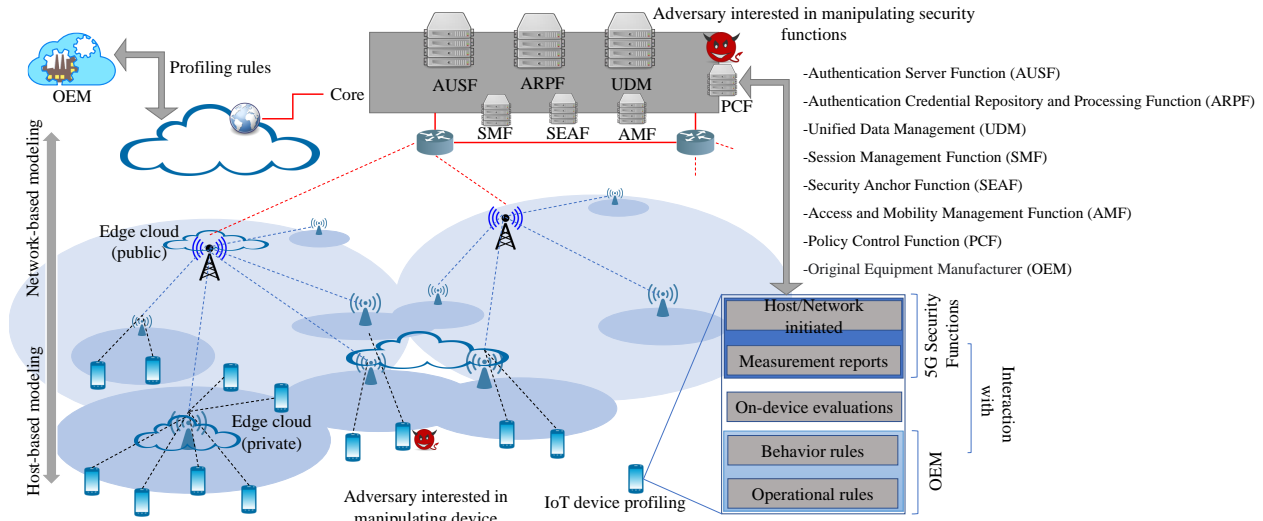 Adversary interested in manipulating security
functions
OEM
Profiling rules
Core
AUSF
ARPF
UDM
PCF
SMF
SEAF
AMF
-Authentication Server Function (AUSF)
-Authentication Credential Repository and Processing Function (ARPF)
-Unified Data Management (UDM)
-Session Management Function (SMF)
-Security Anchor Function (SEAF)
-Access and Mobility Management Function (AMF)
-Policy Control Function (PCF)
-Original Equipment Manufacturer (OEM)
Network-based modeling
Host-based modeling
Edge cloud
(public)
Edge cloud
(private)
Adversary interested in
manipulating device
IoT device profiling
Host/Network
initiated
Measurement reports
On-device evaluations
Behavior rules
Operational rules
5G Security
Functions
OEM
Interaction
with